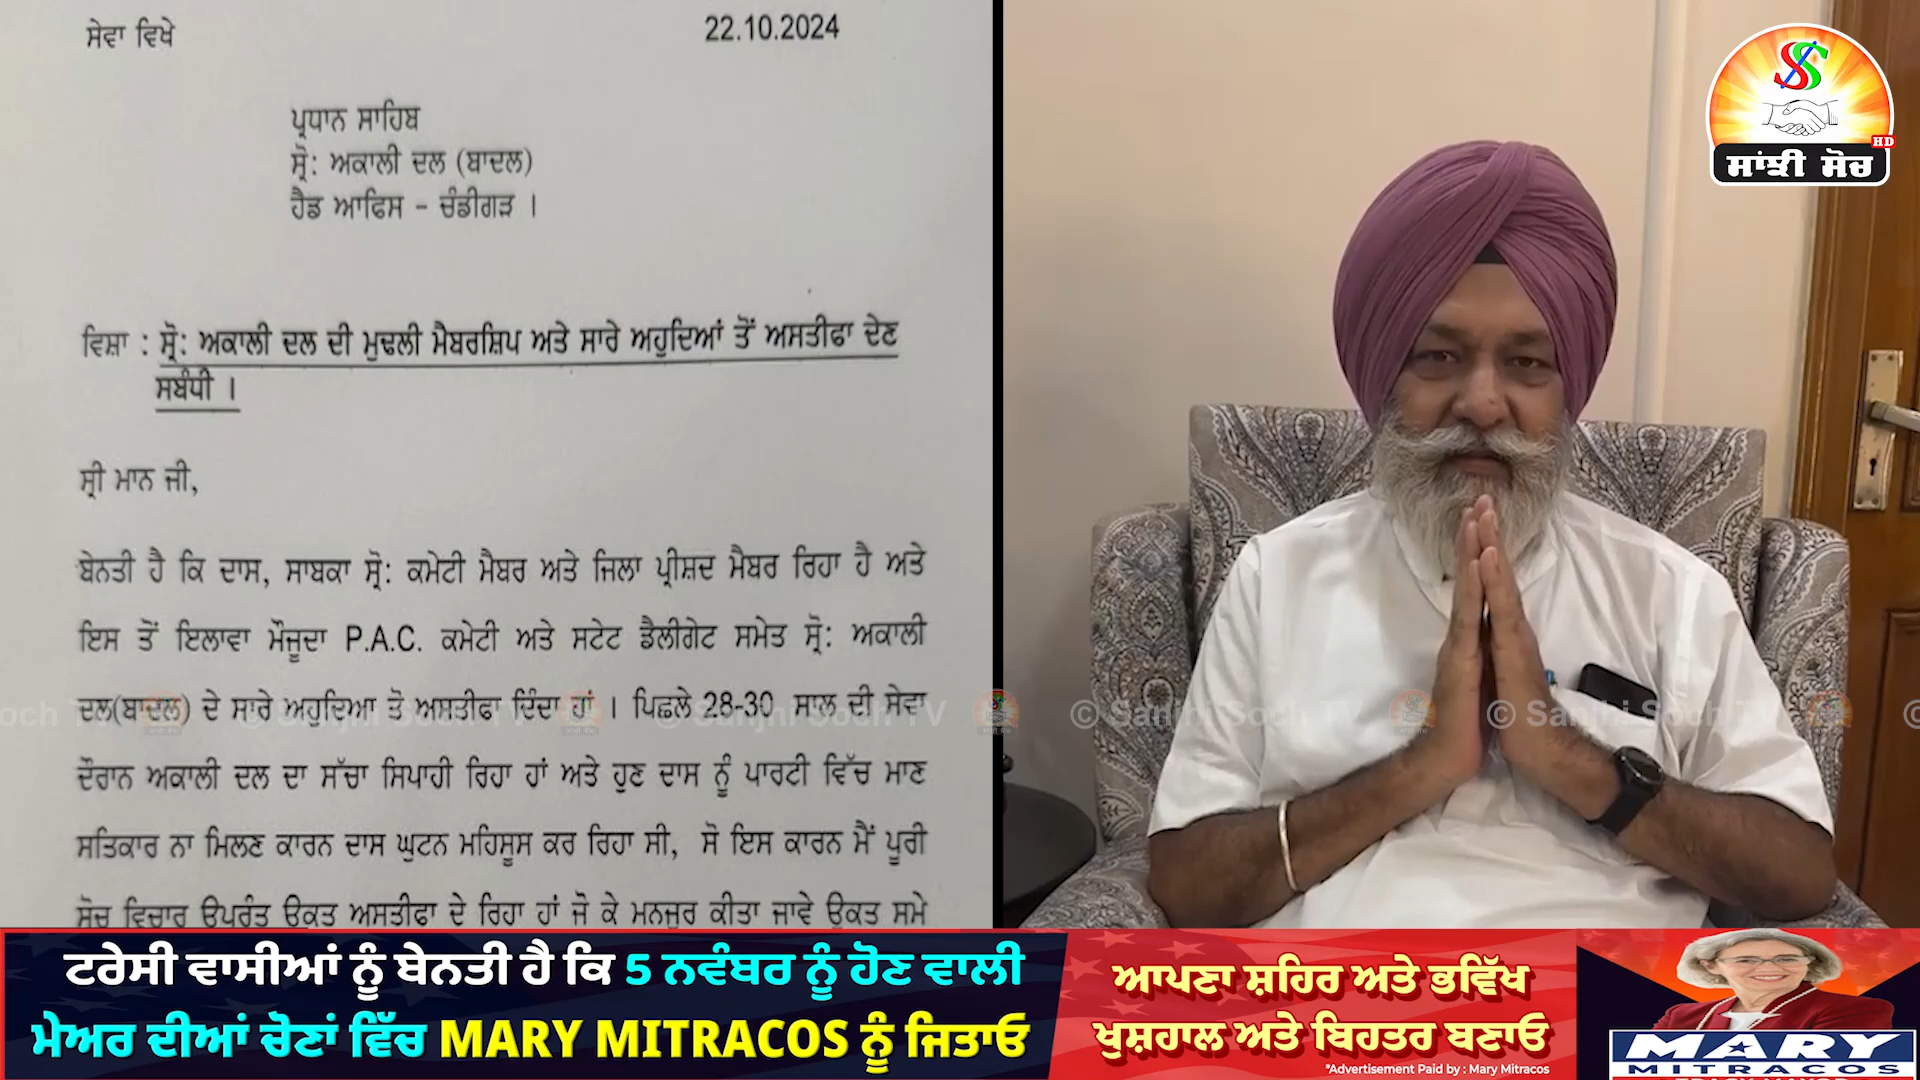 ਸੇਵਾ ਵਿਖੇ
22.10.2024
ਪ੍ਰਧਾਨ ਸਾਹਿਬ
ਸ੍ਰੋ: ਅਕਾਲੀ ਦਲ (ਬਾਦਲ)
ਹੈਡ ਆਫਿਸ - ਚੰਡੀਗੜ ।
ਵਿਸ਼ਾ : ਸ੍ਰੋ: ਅਕਾਲੀ ਦਲ ਦੀ ਮੁਢਲੀ ਮੈਬਰਸ਼ਿਪ ਅਤੇ ਸਾਰੇ ਅਹੁਦਿਆਂ ਤੋਂ ਅਸਤੀਫਾ ਦੇਣ
ਸਬੰਧੀ ।
ਸ੍ਰੀ ਮਾਨ ਜੀ,
ਬੇਨਤੀ ਹੈ ਕਿ ਦਾਸ, ਸਾਬਕਾ ਸ੍ਰੋ: ਕਮੇਟੀ ਮੈਬਰ ਅਤੇ ਜਿਲਾ ਪ੍ਰੀਸ਼ਦ ਮੈਬਰ ਰਿਹਾ ਹੈ ਅਤੇ
ਇਸ ਤੋਂ ਇਲਾਵਾ ਮੌਜੂਦਾ P.A.C. ਕਮੇਟੀ ਅਤੇ ਸਟੇਟ ਡੈਲੀਗੇਟ ਸਮੇਤ ਸ੍ਰੋ: ਅਕਾਲੀ
ਦਲ(ਬਾਦਲ) ਦੇ ਸਾਰੇ ਅਹੁਦਿਆ ਤੋ ਅਸਤੀਫਾ ਦਿੰਦਾ ਹਾਂ । ਪਿਛਲੇ 28-30 ਸਾਲ ਦੀ ਸੇਵਾ
ਦੌਰਾਨ ਅਕਾਲੀ ਦਲ ਦਾ ਸੱਚਾ ਸਿਪਾਹੀ ਰਿਹਾ ਹਾਂ ਅਤੇ ਹੁਣ ਦਾਸ ਨੂੰ ਪਾਰਟੀ ਵਿੱਚ ਮਾਣ
ਸਤਿਕਾਰ ਨਾ ਮਿਲਣ ਕਾਰਨ ਦਾਸ ਘੁਟਨ ਮਹਿਸੂਸ ਕਰ ਰਿਹਾ ਸੀ, ਸੋ ਇਸ ਕਾਰਨ ਮੈਂ ਪੂਰੀ
ਸੋਚ ਵਿਚਾਰ ਉਪਰੰਤ ਉਕਤ ਅਸਤੀਫਾ ਦੇ ਰਿਹਾ ਹਾਂ ਜੋ ਕੇ ਮਨਜੂਰ ਕੀਤਾ ਜਾਵੇ ਉਕਤ ਸਮੇ
HD
ਸਾਂਝੀ ਸੋਚ
© Sanjhi Soch TV
ਟਰੇਸੀ ਵਾਸੀਆਂ ਨੂੰ ਬੇਨਤੀ ਹੈ ਕਿ 5 ਨਵੰਬਰ ਨੂੰ ਹੋਣ ਵਾਲੀ
ਮੇਅਰ ਦੀਆਂ ਚੋਣਾਂ ਵਿੱਚ MARY MITRACOS ਨੂੰ ਜਿਤਾਓ
ਆਪਣਾ ਸ਼ਹਿਰ ਅਤੇ ਭਵਿੱਖ
ਖੁਸ਼ਹਾਲ ਅਤੇ ਬਿਹਤਰ ਬਣਾਓ
*Advertisement Paid by : Mary Mitracos
MARY
MITRACOS